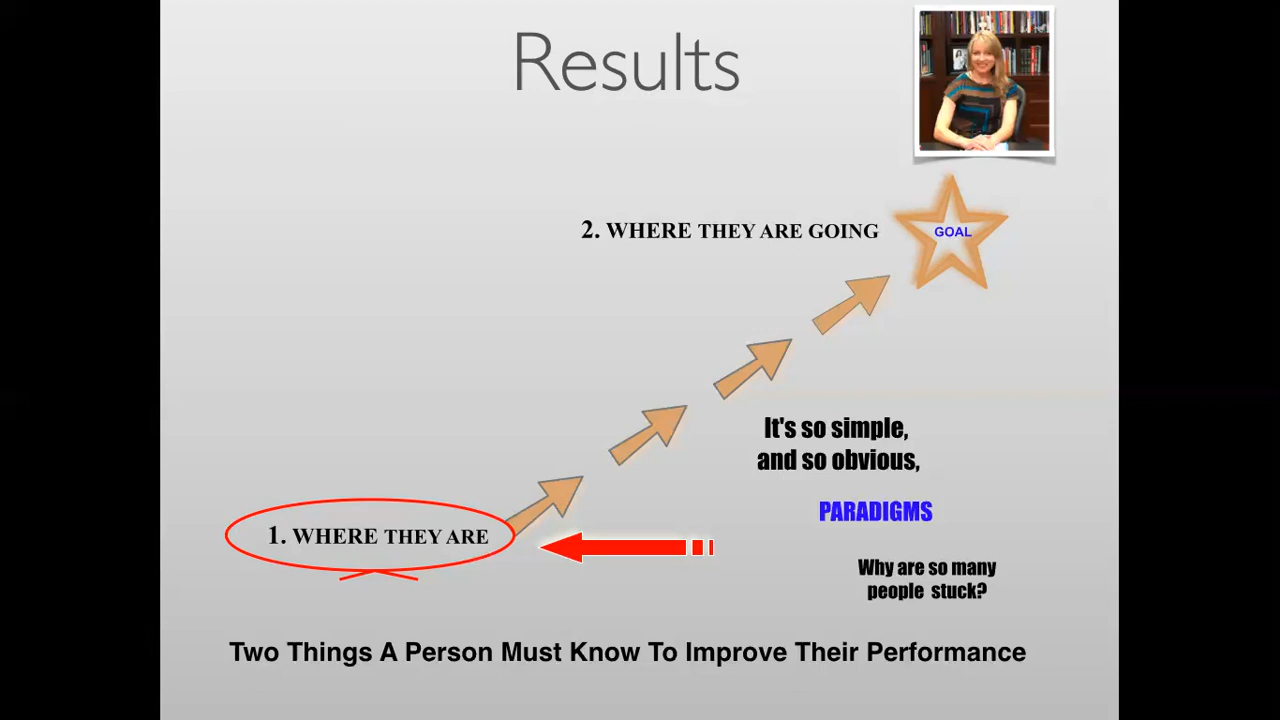 Results
2. WHERE THEY ARE GOING
GOAL
It's so simple,
and so obvious,
PARADIGMS
1. WHERE THEY ARE
Why are so many
people stuck?
Two Things A Person Must Know To Improve Their Performance